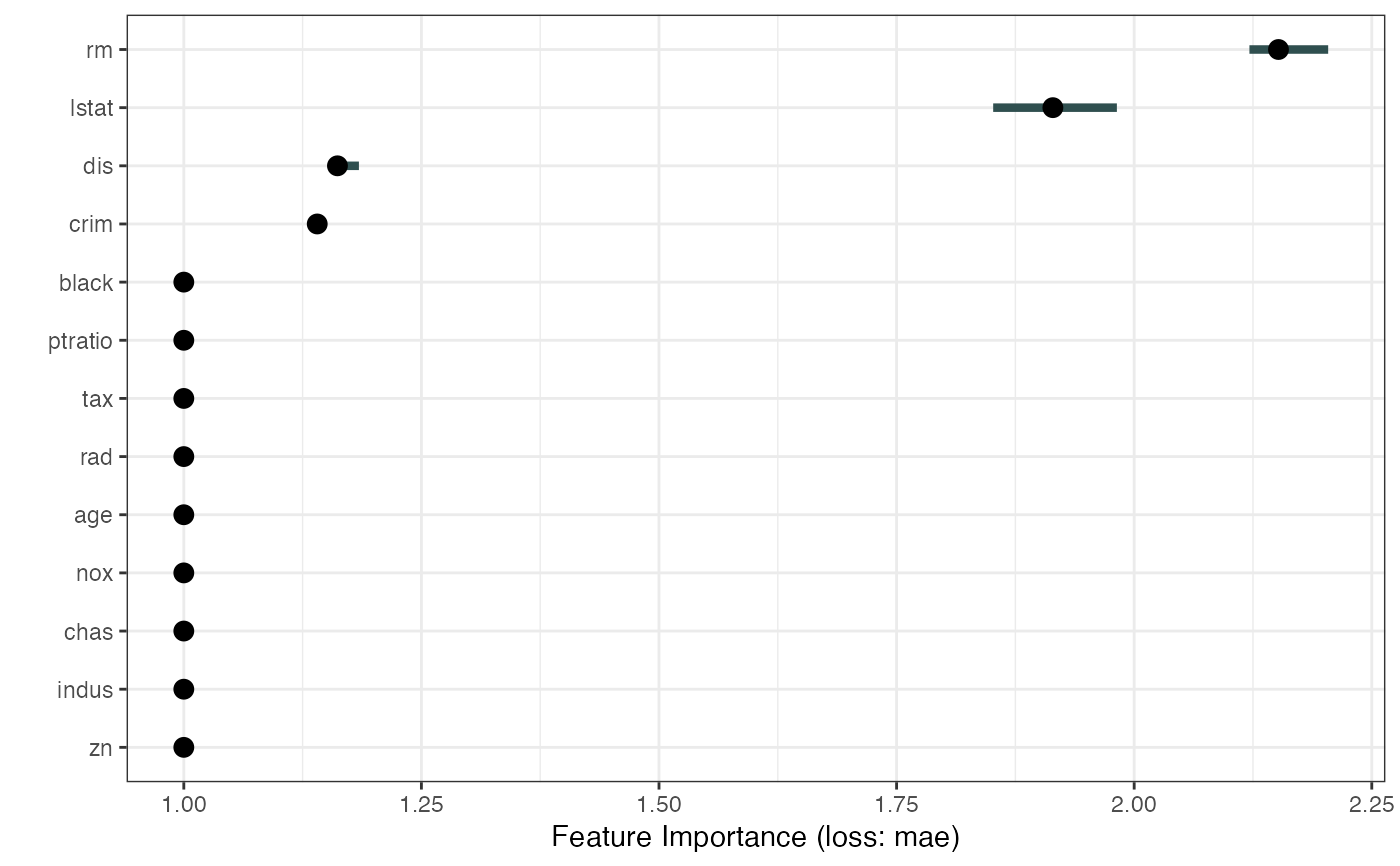 rm
lstat
dis
crim
black
ptratio
tax
rad
age
nox
chas
indus
zn
1.00 1.25 1.50 1.75 2.00 2.25
Feature Importance (loss: mae)